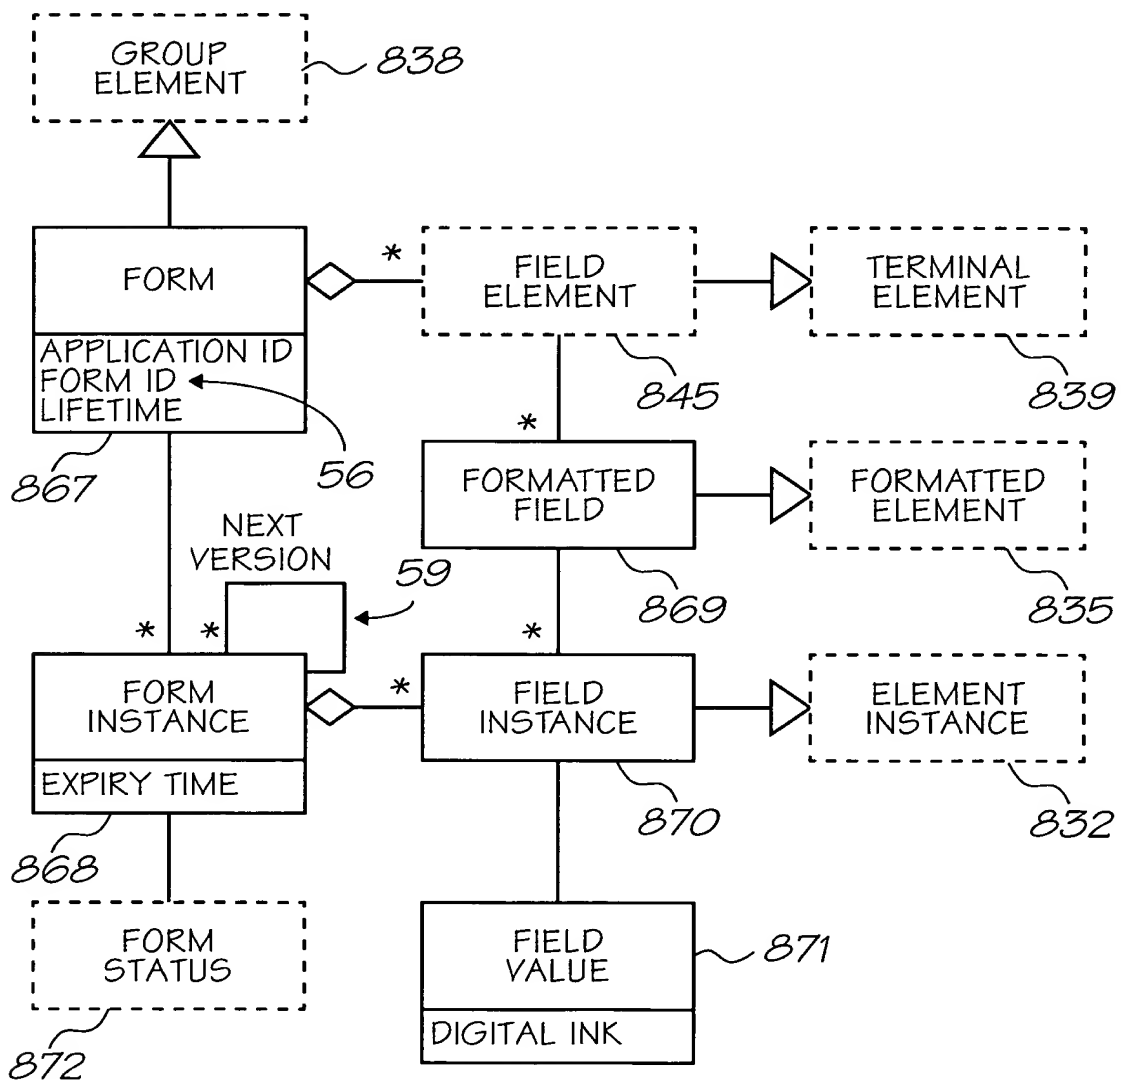 GROUP
ELEMENT
838
FORM
*
FIELD
ELEMENT
TERMINAL
ELEMENT
APPLICATION ID
FORM ID
LIFETIME
845
839
867
56
*
FORMATTED
FIELD
FORMATTED
ELEMENT
NEXT
VERSION
59
869
835
*
*
*
FORM
INSTANCE
*
FIELD
INSTANCE
ELEMENT
INSTANCE
EXPIRY TIME
870
832
868
FORM
STATUS
FIELD
VALUE
871
DIGITAL INK
872